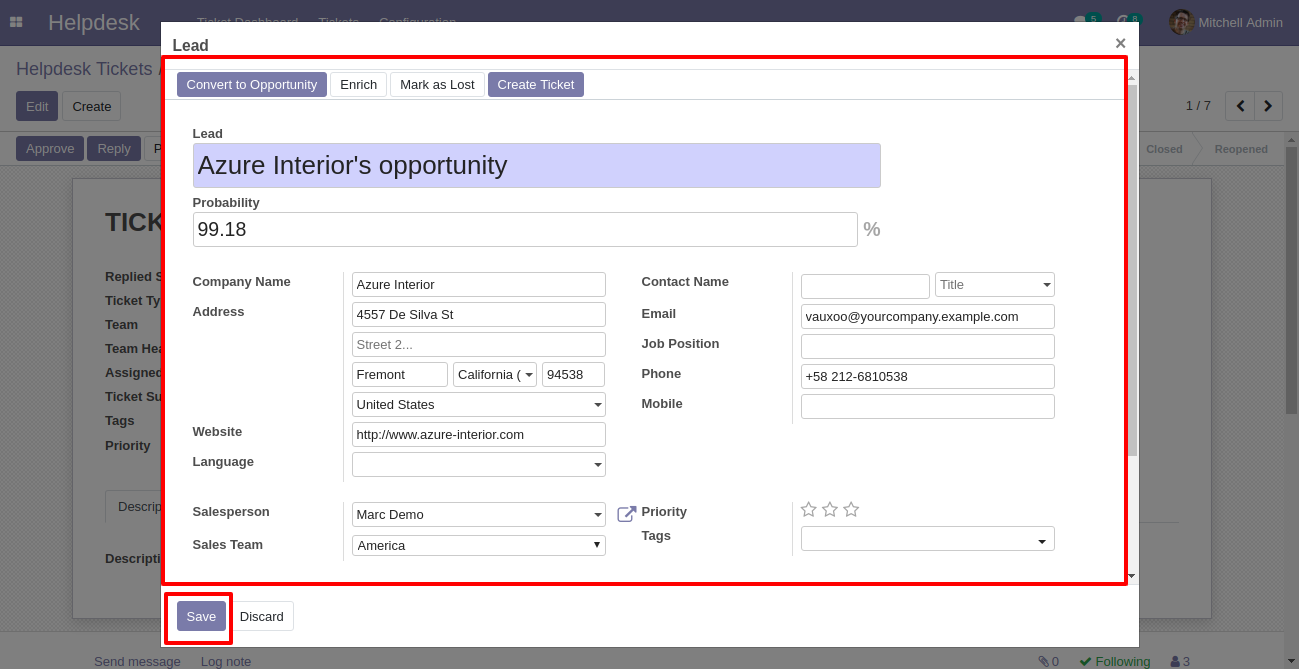 Helpdesk Ticket Dashboard Tickets Configuration 5 8 Mitchell Admin
Lead ×
Helpdesk Tickets /
Convert to Opportunity Enrich Mark as Lost Create Ticket
Edit Create 1 / 7
Approve Reply P Closed Reopened
Lead
Azure Interior's opportunity
Probability
99.18 %
TICK
Replied S
Ticket Ty
Team
Team Hea
Assigned
Ticket Su
Tags
Priority
Descrip
Descripti
Company Name Azure Interior
Address 4557 De Silva St
Street 2...
Fremont California ( 94538
United States
Website http://www.azure-interior.com
Language
Contact Name Title
Email vauxoo@yourcompany.example.com
Job Position
Phone +58 212-6810538
Mobile
Salesperson Marc Demo
Sales Team America
Priority
Tags
Save Discard
Send message Log note 0 Following 3